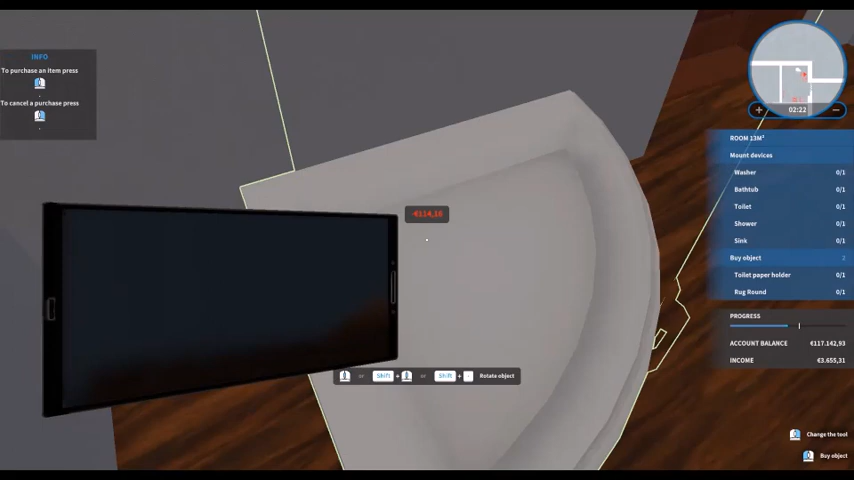 INFO
To purchase an item press
To cancel a purchase press
-€114,16
Shift + or Shift + - Rotate object
or
02:22
ROOM 13M²
Mount devices
Washer 0/1
Bathtub 0/1
Toilet 0/1
Shower 0/1
Sink 0/1
Buy object 2
Toilet paper holder 0/1
Rug Round 0/1
PROGRESS
ACCOUNT BALANCE €117.142,93
INCOME €3.655,31
Change the tool
Buy object